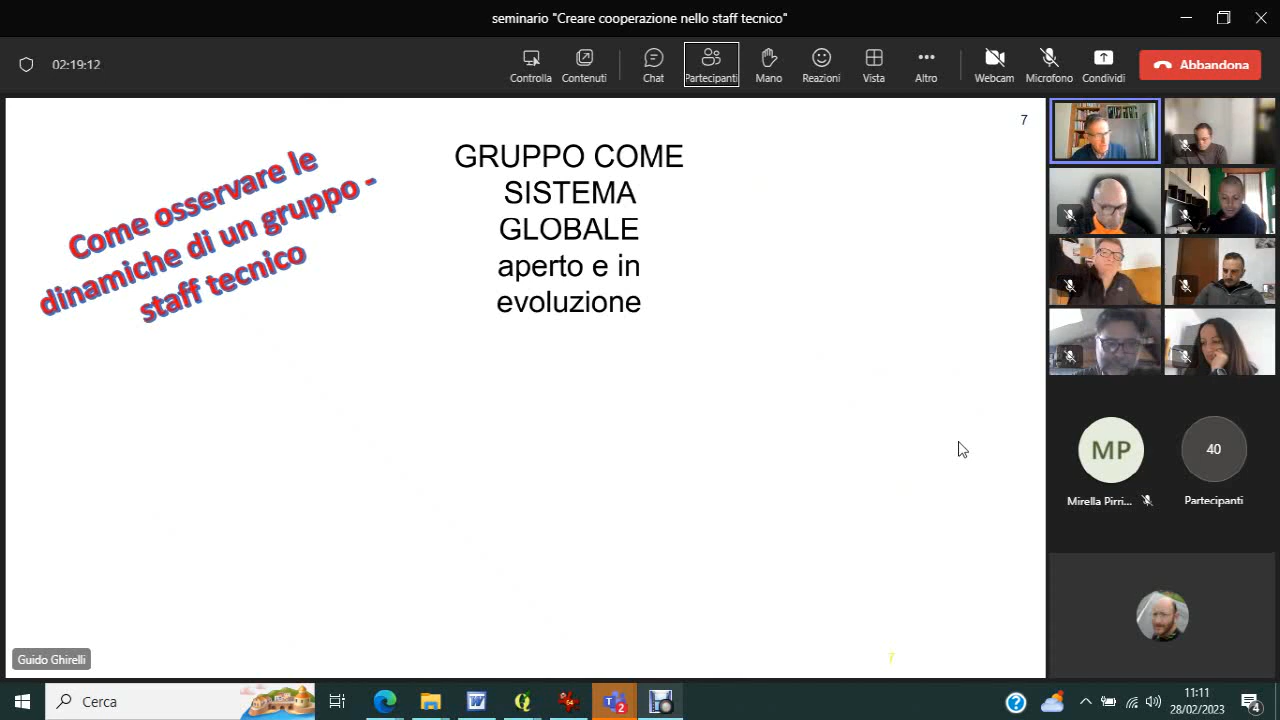 seminario "Creare cooperazione nello staff tecnico"
02:19:12
Controlla
Contenuti
Chat
Partecipanti
Mano
Reazioni
Vista
Altro
Webcam
Microfono
Condividi
Abbandona
7
Come osservare le
dinamiche di un gruppo -
staff tecnico
GRUPPO COME
SISTEMA
GLOBALE
aperto e in
evoluzione
MP
40
Mirella Pirri...
Partecipanti
Guido Ghirelli
7
Cerca
11:11
28/02/2023
2
4